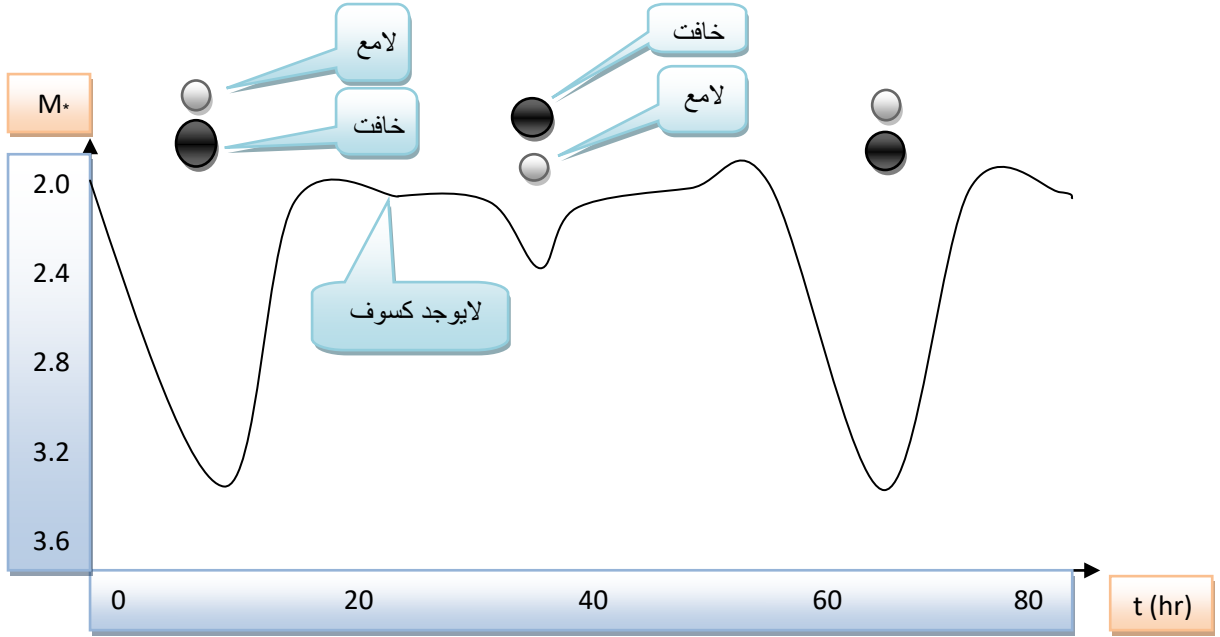 لامع
خافت
خافت
لامع
M*
2.0
2.4
2.8
3.2
3.6
لايوجد كسوف
0 20 40 60 80
t (hr)